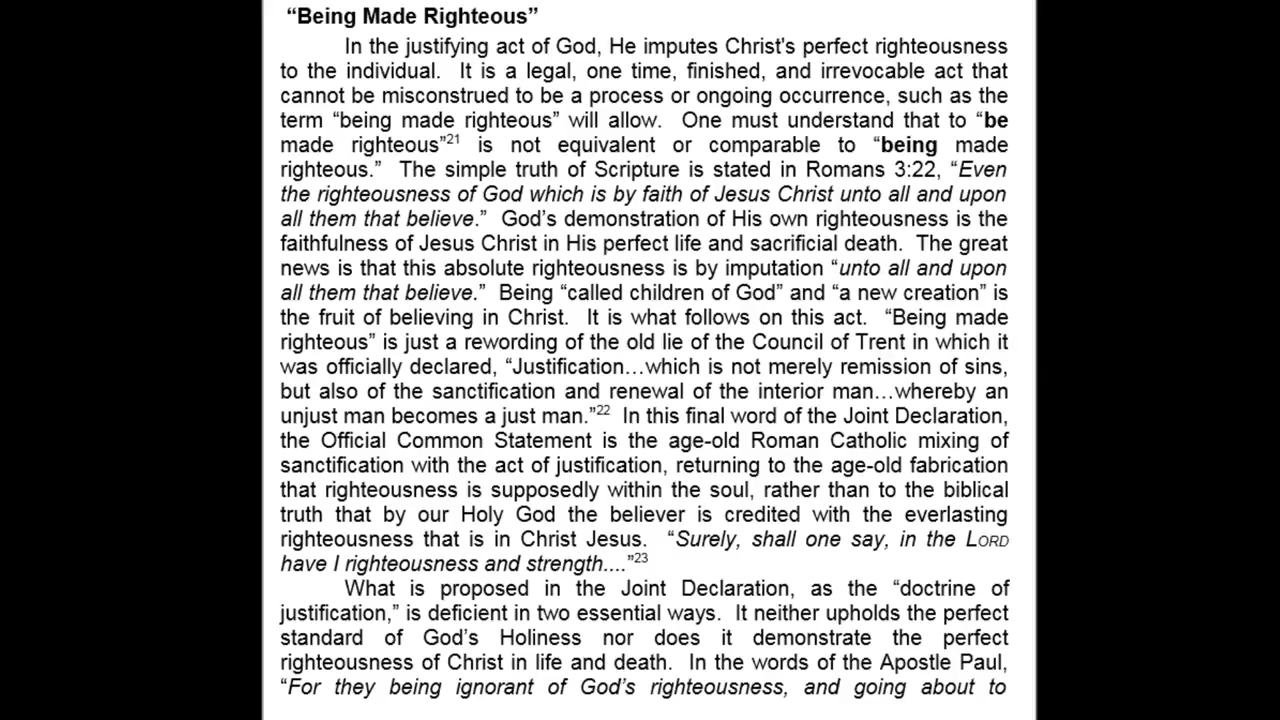 “Being Made Righteous”
In the justifying act of God, He imputes Christ's perfect righteousness
to the individual. It is a legal, one time, finished, and irrevocable act that
cannot be misconstrued to be a process or ongoing occurrence, such as the
term “being made righteous” will allow. One must understand that to “be
made righteous”21 is not equivalent or comparable to “being made
righteous.” The simple truth of Scripture is stated in Romans 3:22, “Even
the righteousness of God which is by faith of Jesus Christ unto all and upon
all them that believe.” God’s demonstration of His own righteousness is the
faithfulness of Jesus Christ in His perfect life and sacrificial death. The great
news is that this absolute righteousness is by imputation “unto all and upon
all them that believe.” Being “called children of God” and “a new creation” is
the fruit of believing in Christ. It is what follows on this act. “Being made
righteous” is just a rewording of the old lie of the Council of Trent in which it
was officially declared, “Justification…which is not merely remission of sins,
but also of the sanctification and renewal of the interior man…whereby an
unjust man becomes a just man.”22 In this final word of the Joint Declaration,
the Official Common Statement is the age-old Roman Catholic mixing of
sanctification with the act of justification, returning to the age-old fabrication
that righteousness is supposedly within the soul, rather than to the biblical
truth that by our Holy God the believer is credited with the everlasting
righteousness that is in Christ Jesus. “Surely, shall one say, in the LORD
have I righteousness and strength....”23
What is proposed in the Joint Declaration, as the “doctrine of
justification,” is deficient in two essential ways. It neither upholds the perfect
standard of God’s Holiness nor does it demonstrate the perfect
righteousness of Christ in life and death. In the words of the Apostle Paul,
“For they being ignorant of God’s righteousness, and going about to